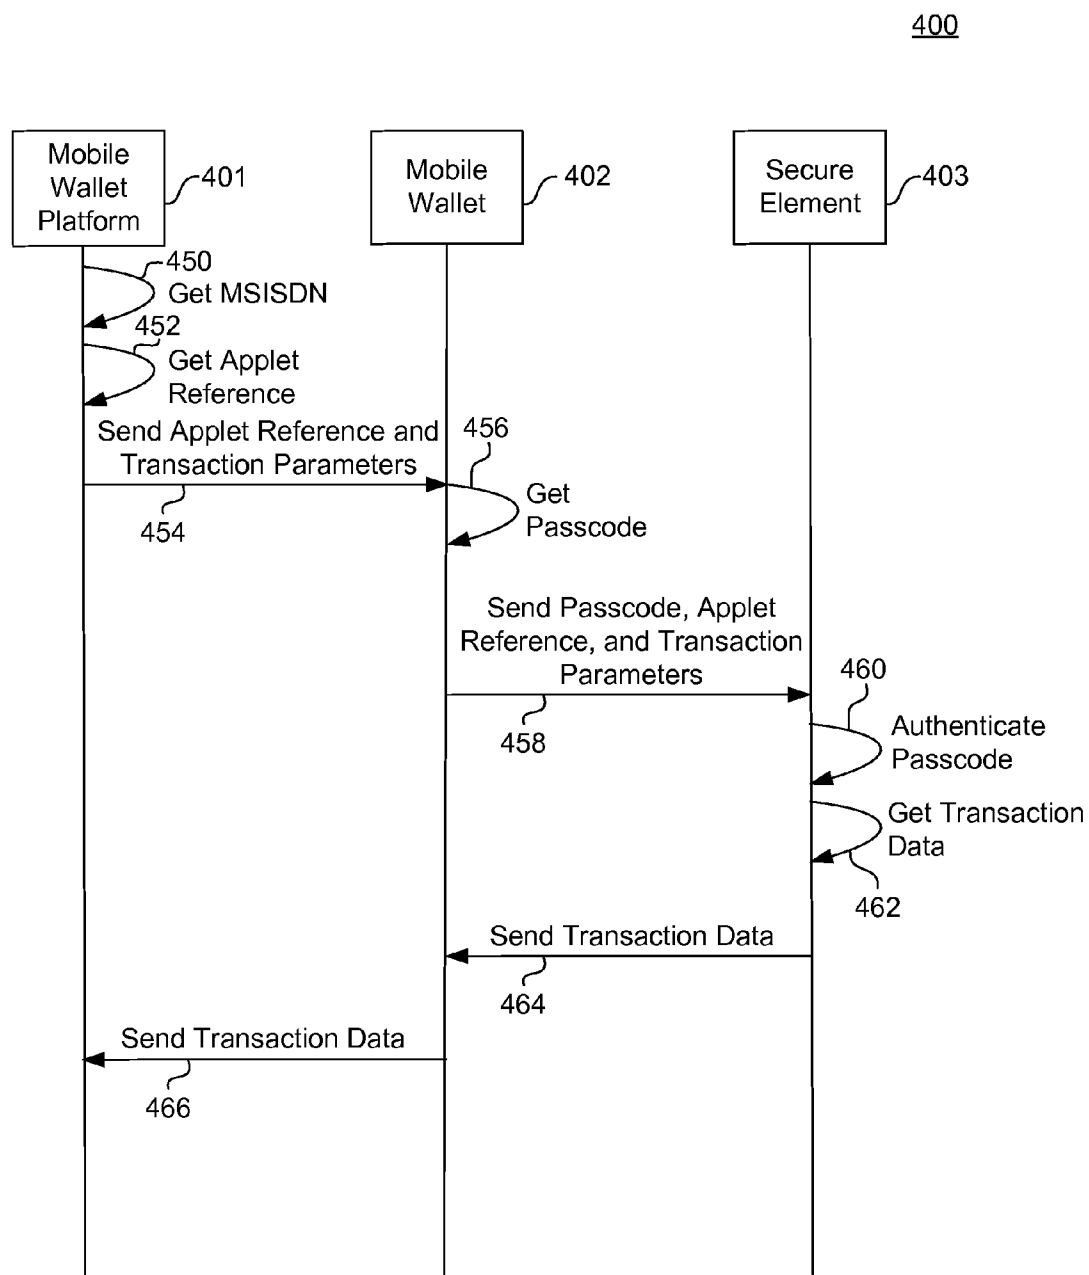 400
Mobile
Wallet
Platform
401
Mobile
Wallet
402
Secure
Element
403
450
Get MSISDN
452
Get Applet
Reference
Send Applet Reference and
Transaction Parameters
454
456
Get
Passcode
Send Passcode, Applet
Reference, and Transaction
Parameters
458
460
Authenticate
Passcode
Get Transaction
Data
462
Send Transaction Data
464
Send Transaction Data
466